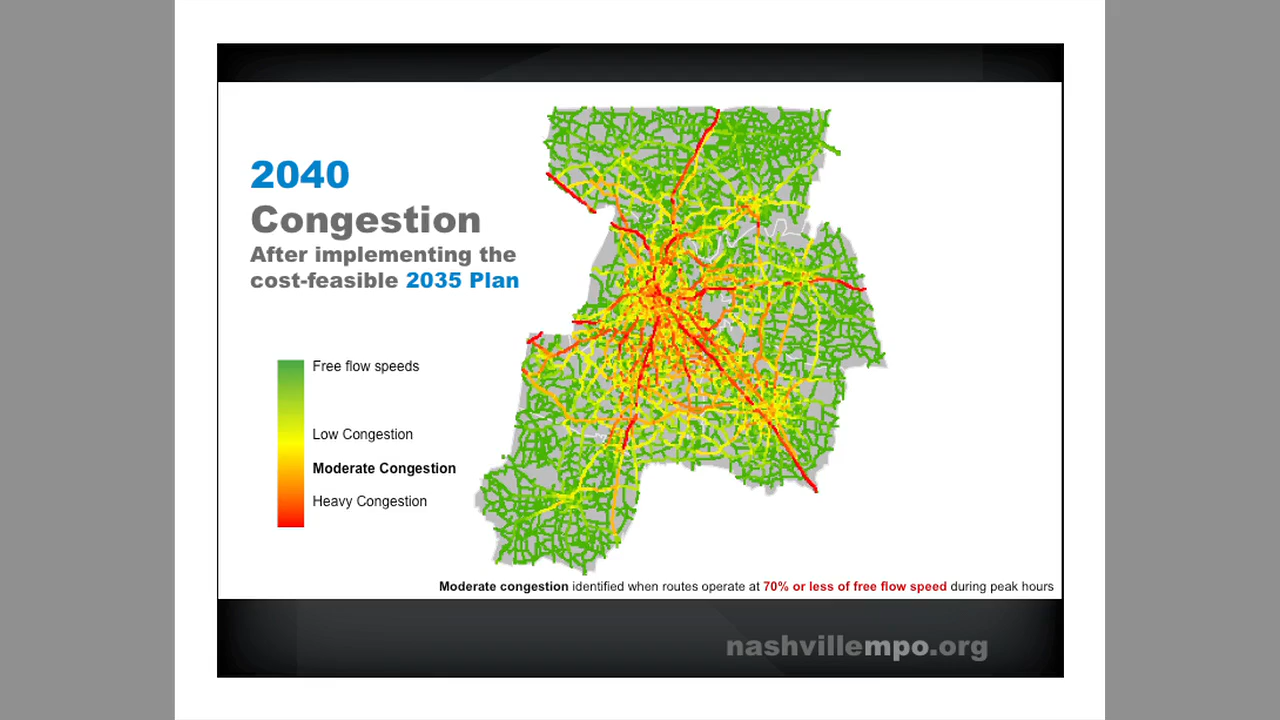 2040
Congestion
After implementing the
cost-feasible 2035 Plan
Free flow speeds
Low Congestion
Moderate Congestion
Heavy Congestion
Moderate congestion identified when routes operate at 70% or less of free flow speed during peak hours
nashvillempo.org